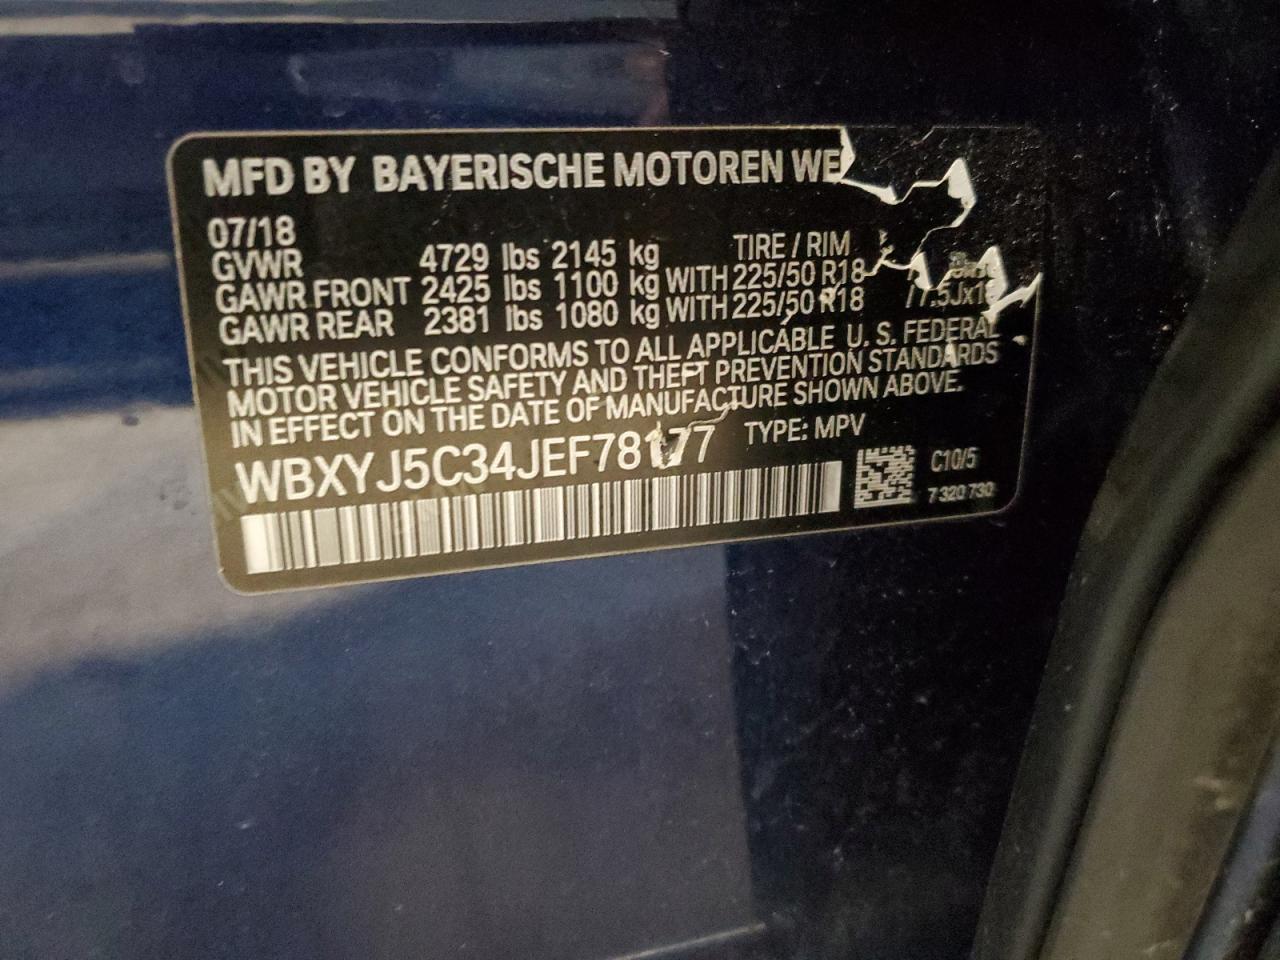 MFD BY BAYERISCHE MOTOREN WE
07/18
GVWR 4729 lbs 2145 kg TIRE / RIM
GAWR FRONT 2425 lbs 1100 kg WITH 225/50 R18
GAWR REAR 2381 lbs 1080 kg WITH 225/50 R18 /7.5Jx1
THIS VEHICLE CONFORMS TO ALL APPLICABLE U. S. FEDERAL
MOTOR VEHICLE SAFETY AND THEFT PREVENTION STANDARDS
IN EFFECT ON THE DATE OF MANUFACTURE SHOWN ABOVE.
WBXYJ5C34JEF78177 TYPE: MPV
C10/5
7 320 730